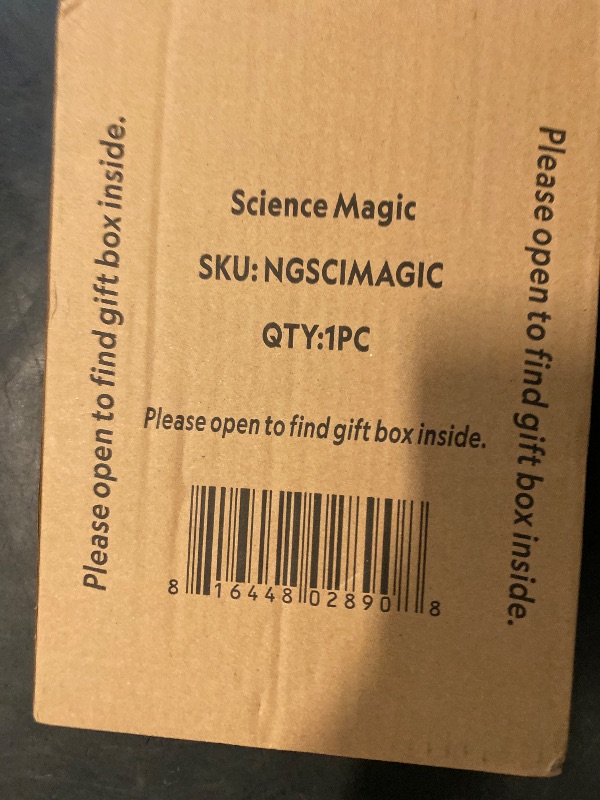 Please open to find gift box inside.
Science Magic
SKU: NGSCIMAGIC
QTY:1PC
Please open to find gift box inside.
8 16448 02890 8
Please open to find gift box inside.